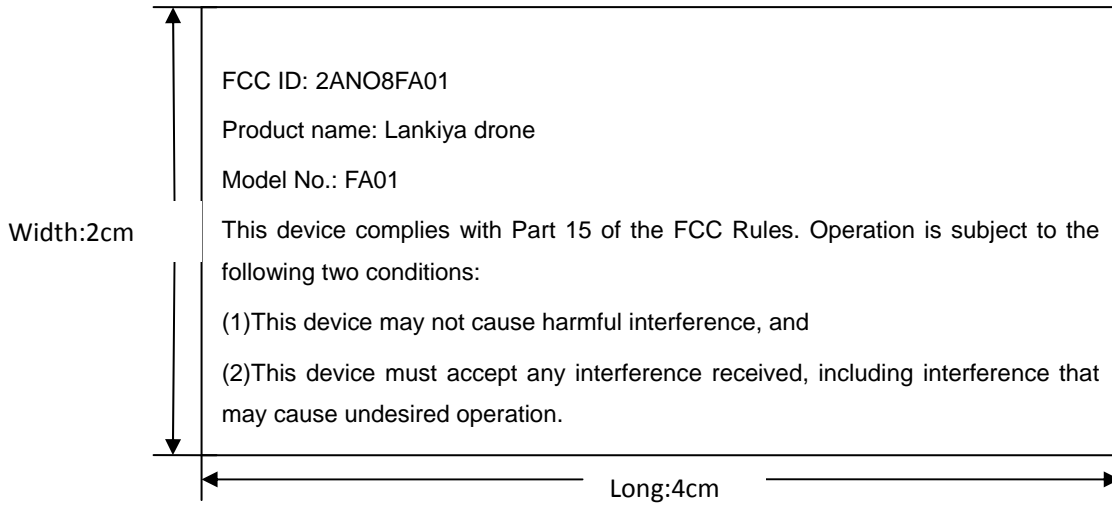 FCC ID: 2ANO8FA01
Product name: Lankiya drone
Model No.: FA01
Width:2cm
This device complies with Part 15 of the FCC Rules. Operation is subject to the
following two conditions:
(1)This device may not cause harmful interference, and
(2)This device must accept any interference received, including interference that
may cause undesired operation.
Long:4cm